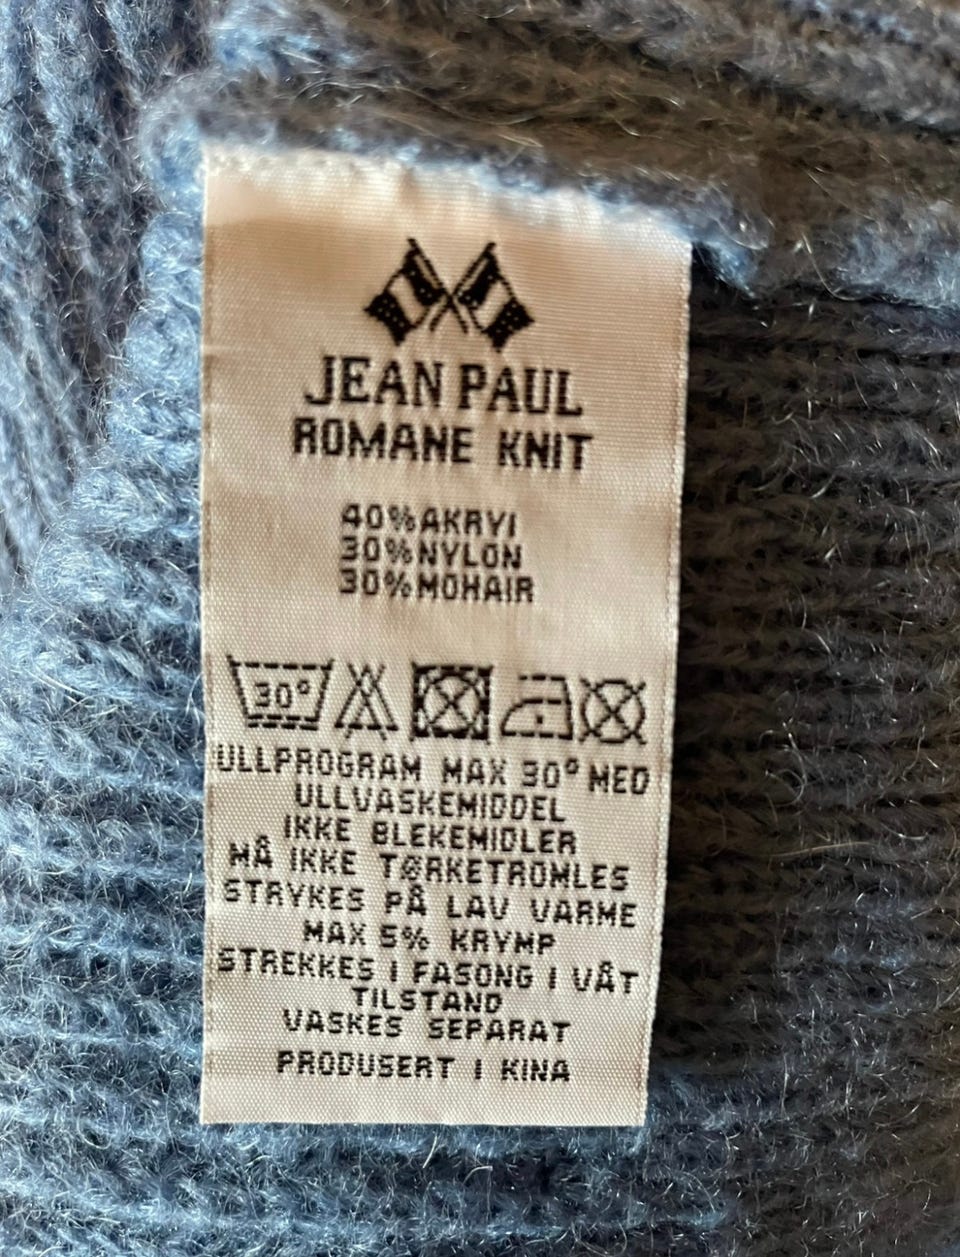 JEAN PAUL
ROMANE KNIT
40%AKRYl
30%NYLON
30%MOHAIR
30°
ULLPROGRAM MAX 30° MED
ULLVASKEMIDDEL
IKKE BLEKEMIDLER
MÅ IKKE TØRKETROMLES
STRYKES PÅ LAV VARME
MAX 5% KRYMP
STREKKES I FASONG I VÅT
TILSTAND
VASKES SEPARAT
PRODUSERT I KINA